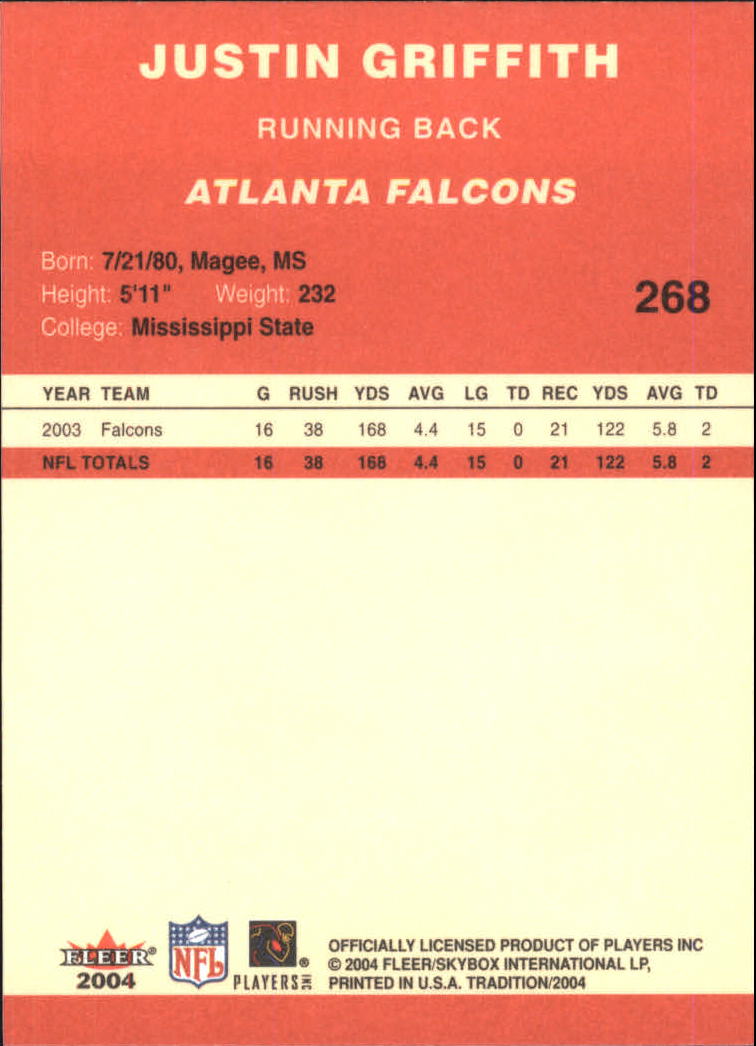 JUSTIN GRIFFITH
RUNNING BACK
ATLANTA FALCONS
Born: 7/21/80, Magee, MS
Height: 5'11" Weight: 232
268
College: Mississippi State
YEAR TEAM G RUSH YDS AVG LG TD REC YDS AVG TD
2003 Falcons 16 38 168 4.4 15 0 21 122 5.8 2
NFL TOTALS 16 38 168 4.4 15 0 21 122 5.8 2
FLEER®
2004
NFL
PLAYERS INC ®
OFFICIALLY LICENSED PRODUCT OF PLAYERS INC
© 2004 FLEER/SKYBOX INTERNATIONAL LP,
PRINTED IN U.S.A. TRADITION/2004